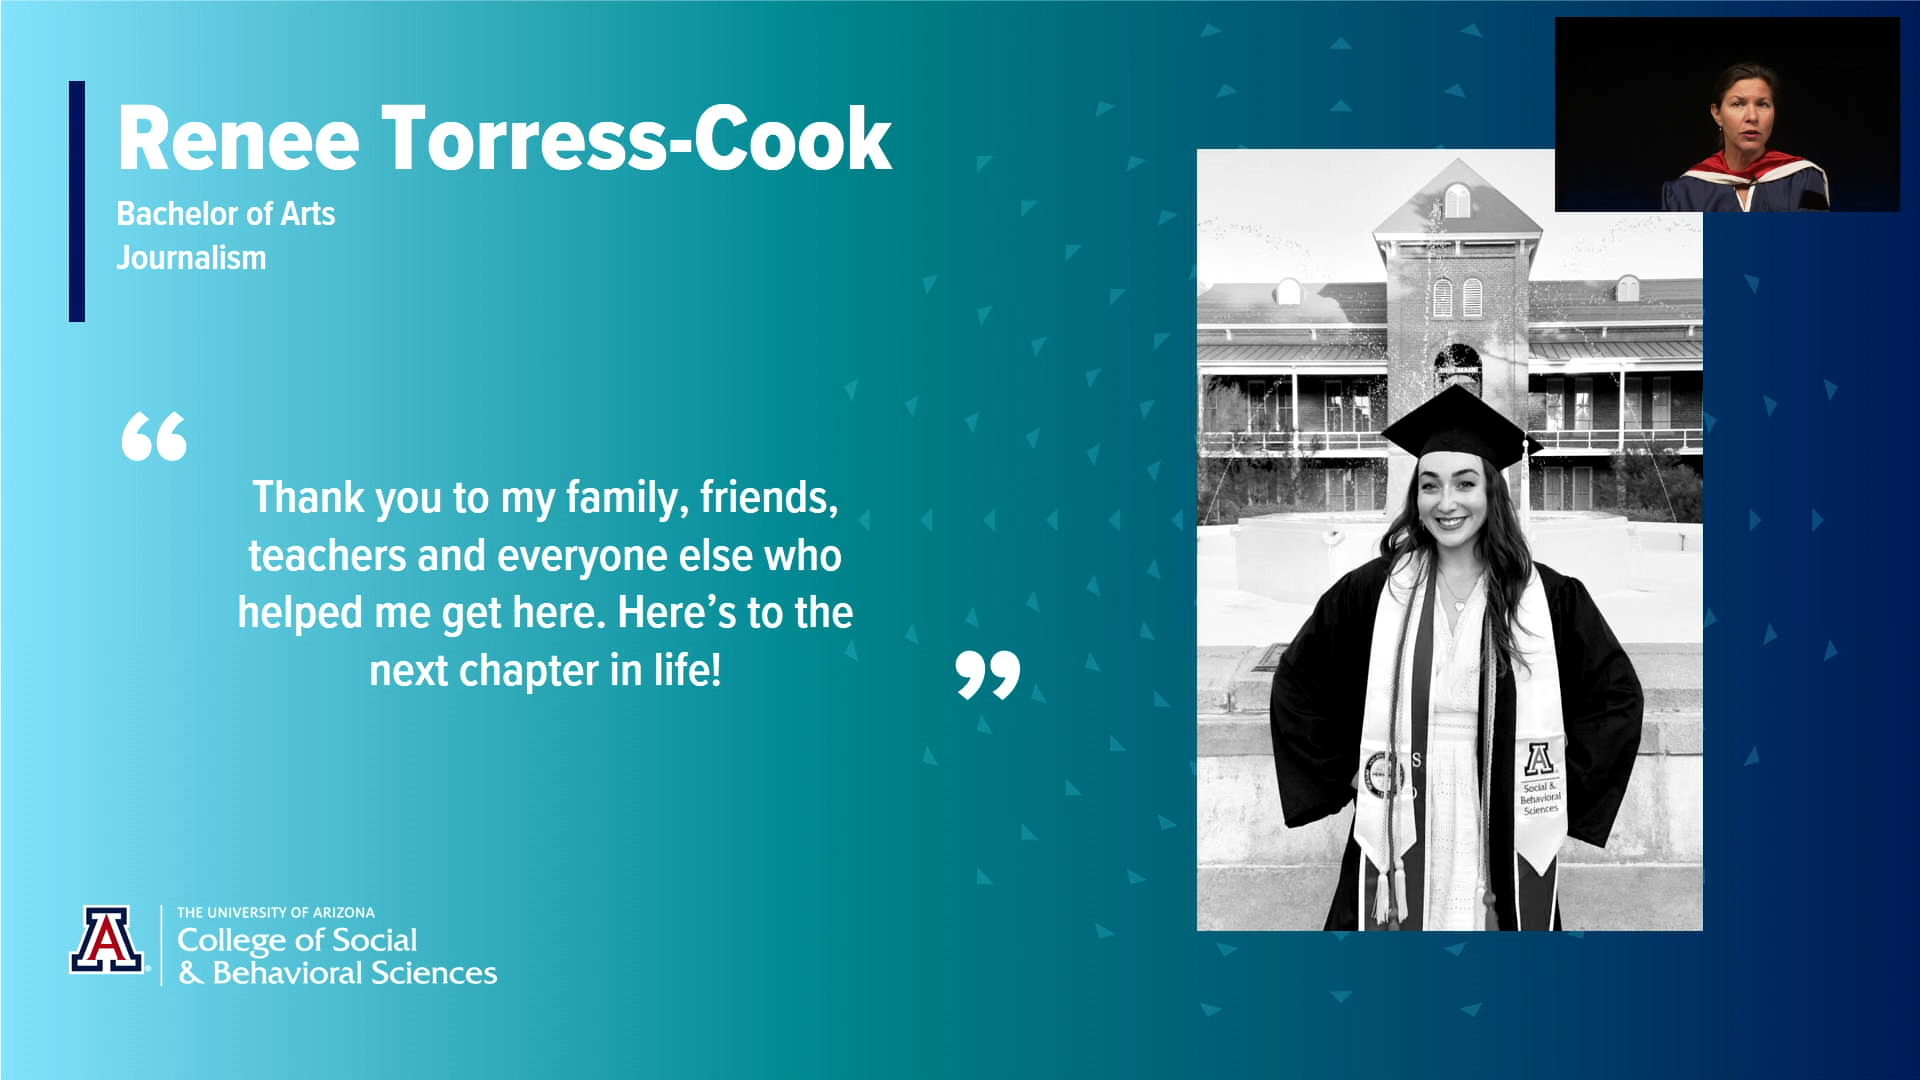 Renee Torress-Cook
Bachelor of Arts
Journalism
“
Thank you to my family, friends,
teachers and everyone else who
helped me get here. Here’s to the
next chapter in life!
”
S
A
Social &
Behavioral
Sciences
A
THE UNIVERSITY OF ARIZONA
College of Social
& Behavioral Sciences